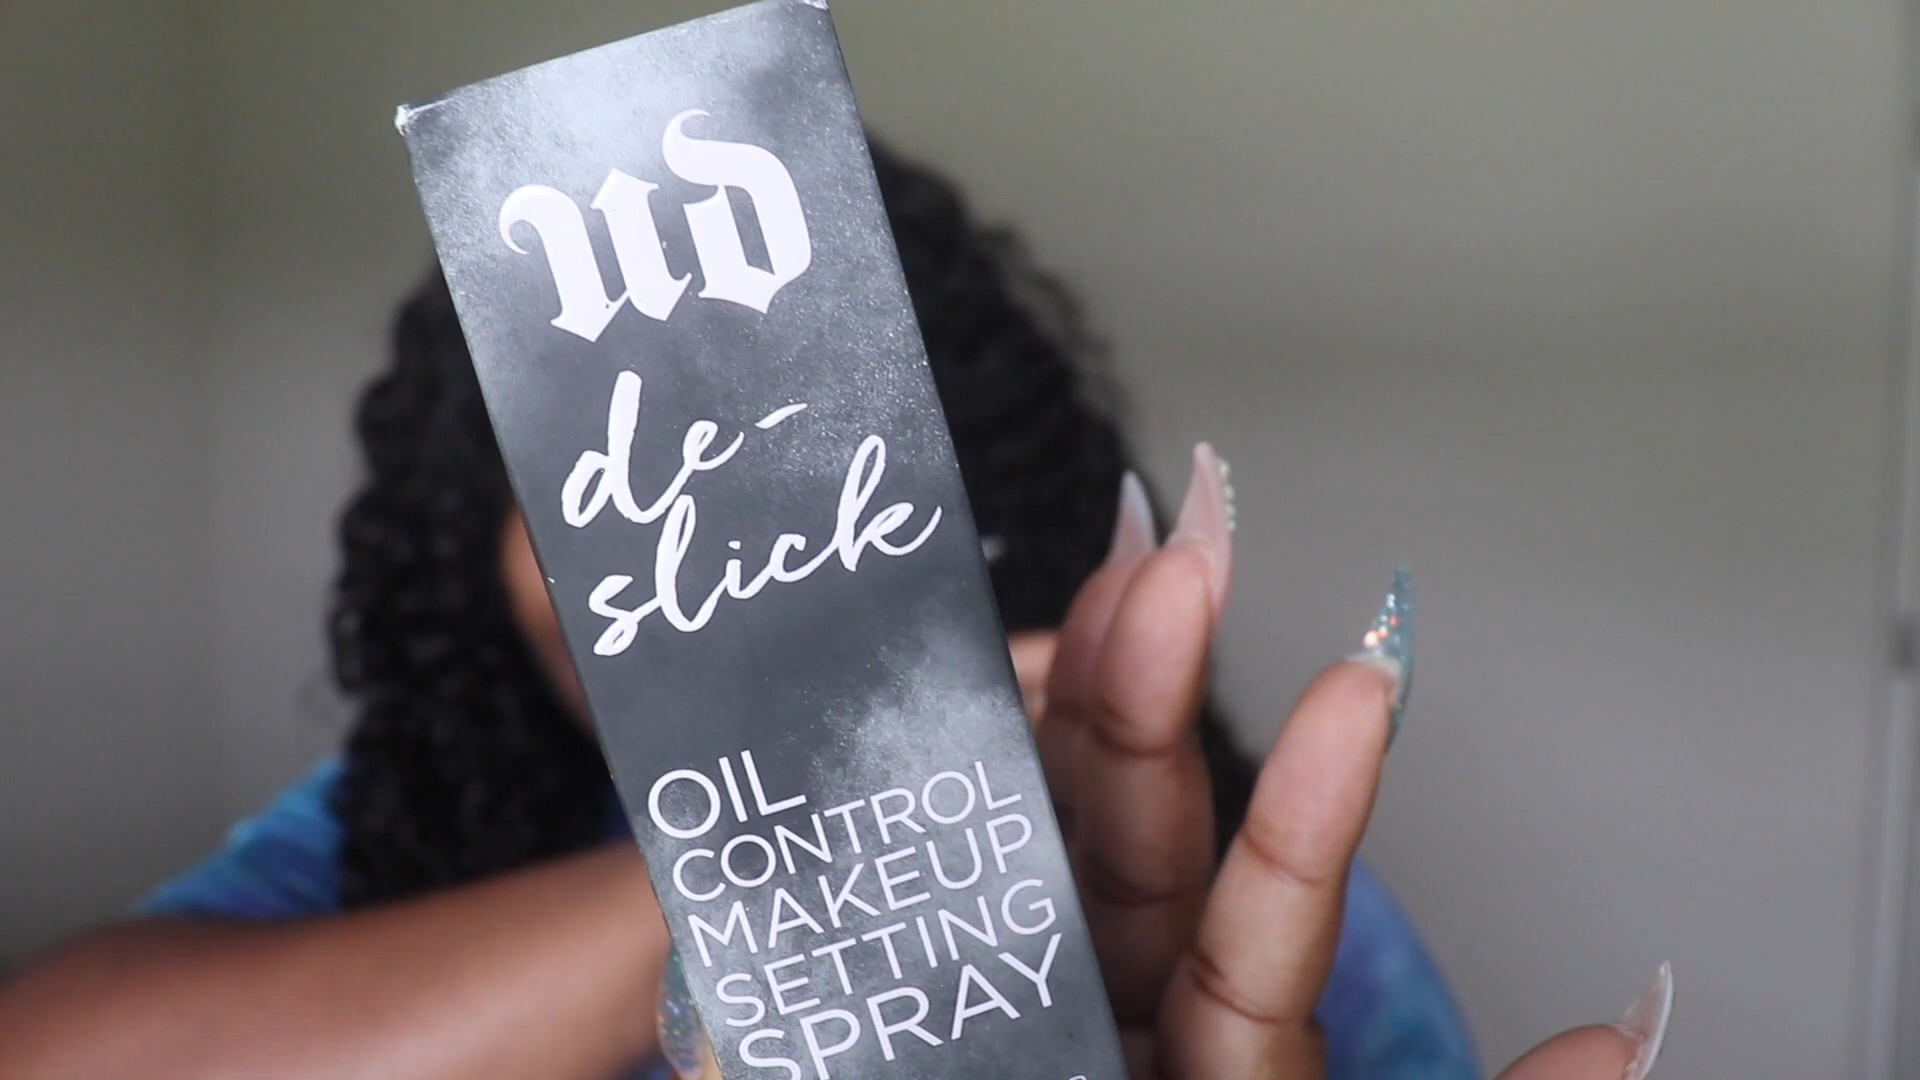 UD
de-
slick
OIL
CONTROL
MAKEUP
SETTING
SPRAY